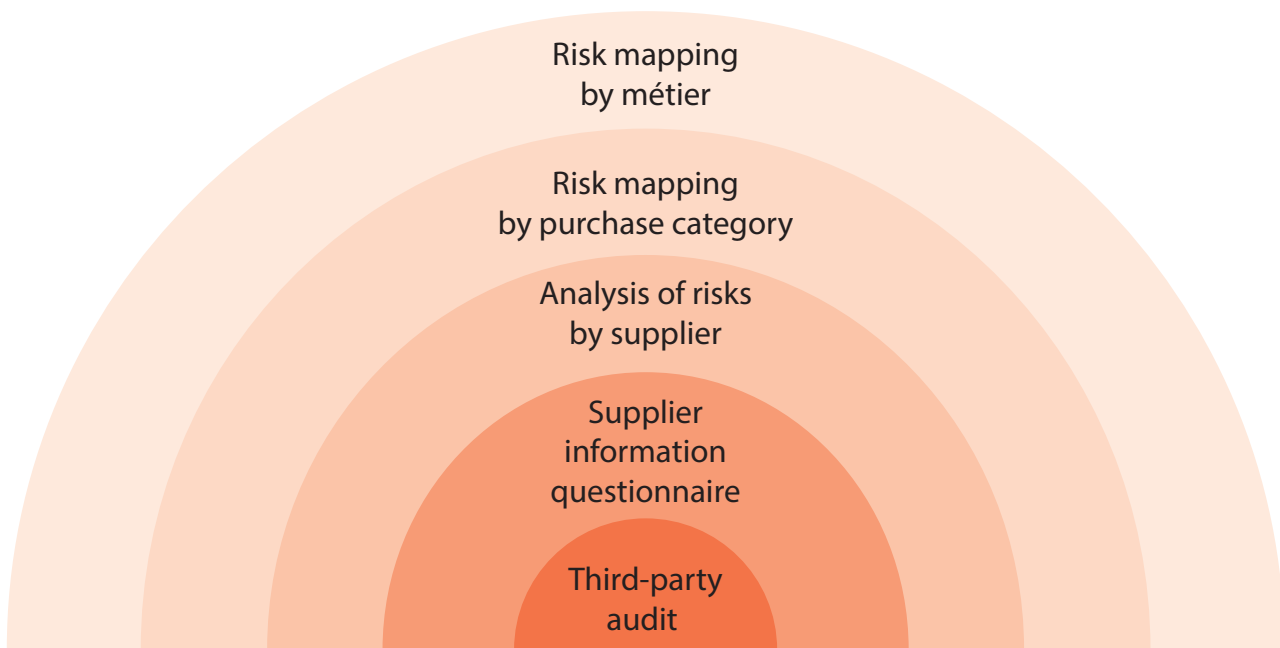 Risk mapping
by métier
Risk mapping
by purchase category
Analysis of risks
by supplier
Supplier
information
questionnaire
Third-party
audit